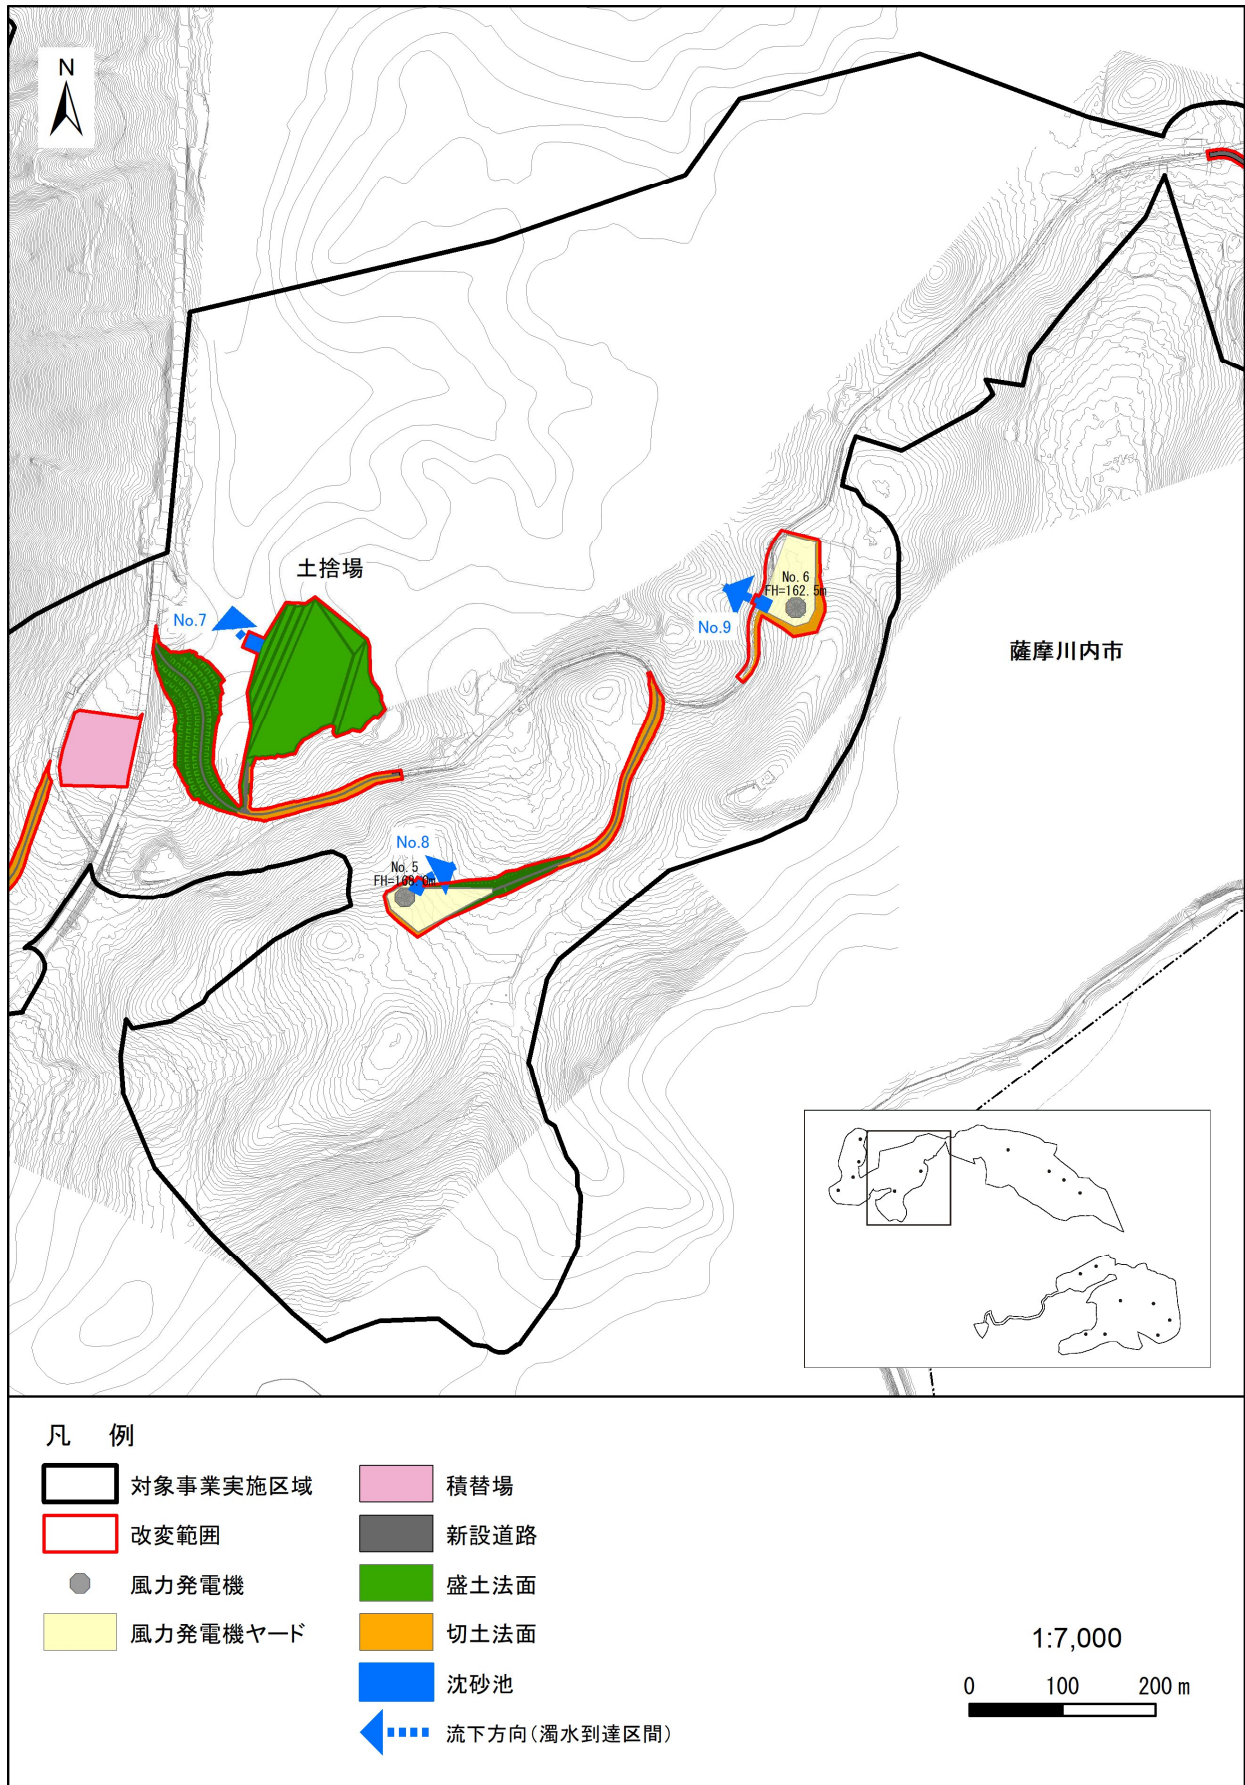 N
土捨場
No.7
No.6
FH=162.5m
No.9
薩摩川内市
No.8
No.5
凡 例
対象事業実施区域
改変範囲
風力発電機
風力発電機ヤード
積替場
新設道路
盛土法面
切土法面
沈砂池
流下方向(濁水到達区間)
1:7,000
0 100 200 m